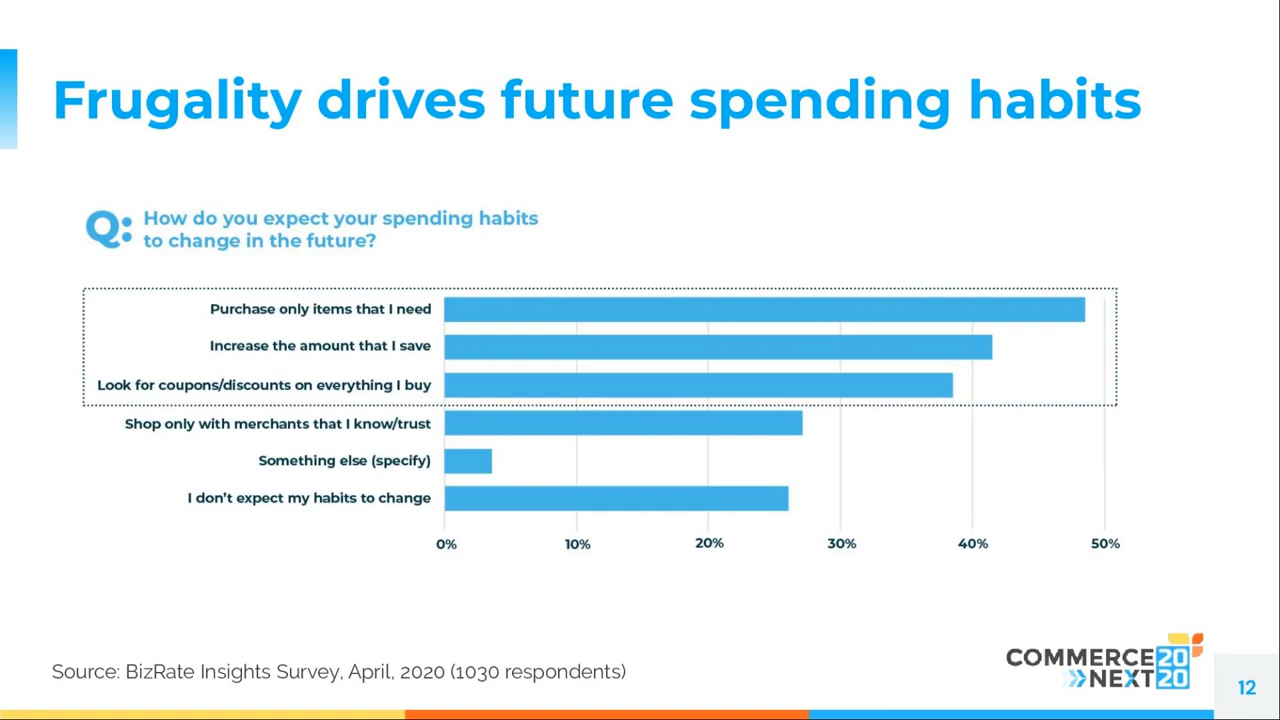 Frugality drives future spending habits
Q: How do you expect your spending habits
to change in the future?
Purchase only items that I need
Increase the amount that I save
Look for coupons/discounts on everything I buy
Shop only with merchants that I know/trust
Something else (specify)
I don't expect my habits to change
0% 10% 20% 30% 40% 50%
Source: BizRate Insights Survey, April, 2020 (1030 respondents)
COMMERCE 20
NEXT 20
12